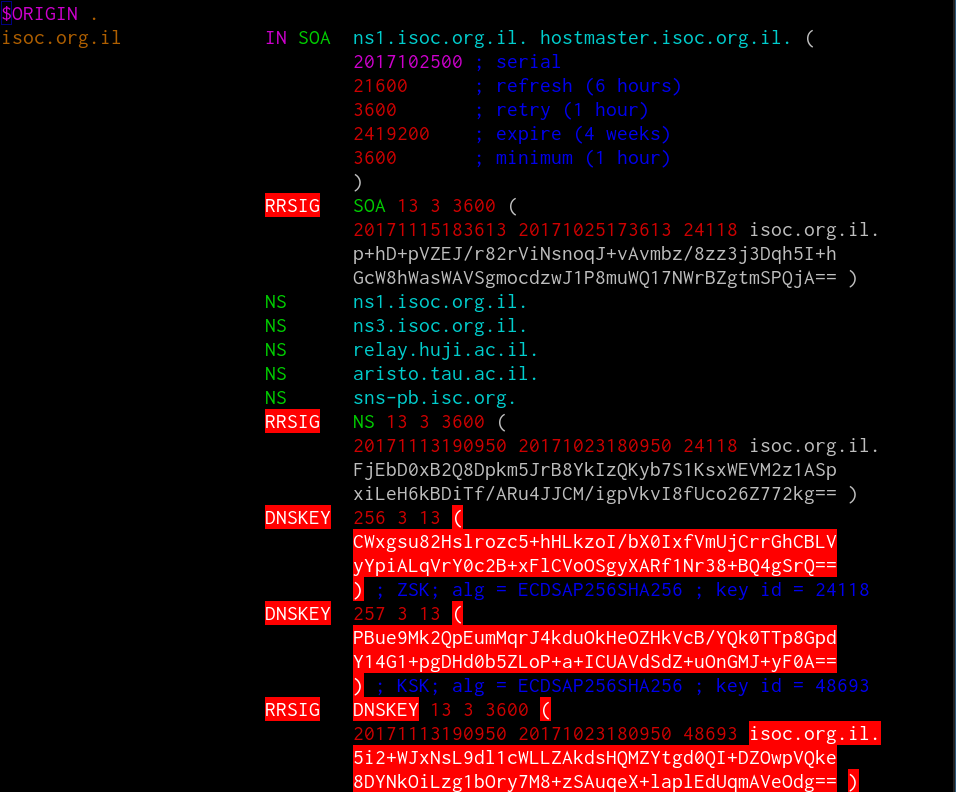 $ORIGIN .
isoc.org.il IN SOA ns1.isoc.org.il. hostmaster.isoc.org.il. (
2017102500 ; serial
21600 ; refresh (6 hours)
3600 ; retry (1 hour)
2419200 ; expire (4 weeks)
3600 ; minimum (1 hour)
)
RRSIG SOA 13 3 3600 (
20171115183613 20171025173613 24118 isoc.org.il.
p+hD+pVZEJ/r82rViNsnoqJ+vAvmbz/8zz3j3Dqh5I+h
GcW8hWasWAVSgmocdzwJ1P8muWQ17NWrBZgtmSPQjA== )
NS ns1.isoc.org.il.
NS ns3.isoc.org.il.
NS relay.huji.ac.il.
NS aristo.tau.ac.il.
NS sns-pb.isc.org.
RRSIG NS 13 3 3600 (
20171113190950 20171023180950 24118 isoc.org.il.
FjEbD0xB2Q8Dpkm5JrB8YkIzQKyb7S1KsxWEVM2z1ASp
xiLeH6kBDiTf/ARu4JJCM/igpVkvI8fUco26Z772kg== )
DNSKEY 256 3 13 (
CWxgsu82Hslrozc5+hHLkzoI/bX0IxfVmUjCrrGhCBLV
yYpiALqVrY0c2B+xFlCVoOSgyXARf1Nr38+BQ4gSrQ==
) ; ZSK; alg = ECDSAP256SHA256 ; key id = 24118
DNSKEY 257 3 13 (
PBue9Mk2QpEumMqrJ4kduOkHeOZHkVcB/YQk0TTp8Gpd
Y14G1+pgDHd0b5ZLoP+a+ICUAVdSdZ+uOnGMJ+yF0A==
) ; KSK; alg = ECDSAP256SHA256 ; key id = 48693
RRSIG DNSKEY 13 3 3600 (
20171113190950 20171023180950 48693 isoc.org.il.
5i2+WJxNsL9dl1cWLLZAkdsHQMZYtgd0QI+DZOwpVQke
8DYNkOiLzg1bOry7M8+zSAuqeX+laplEdUqmAVeOdg== )